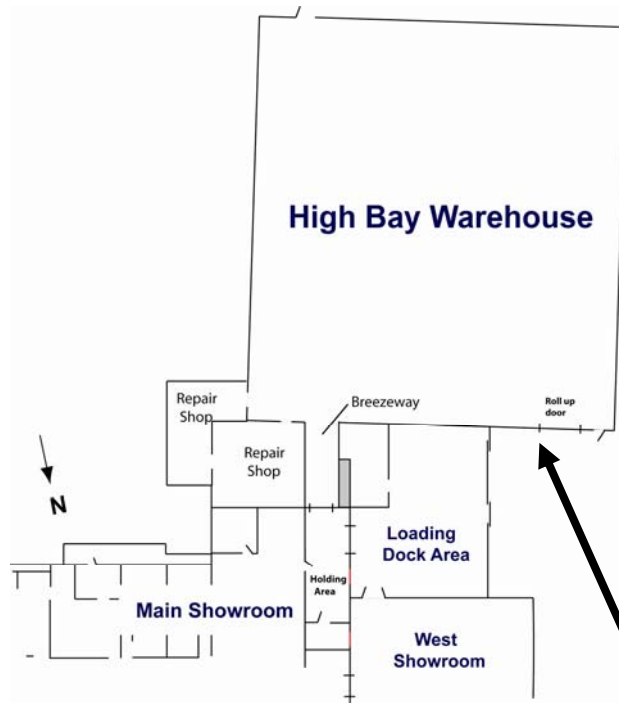 High Bay Warehouse
Roll up
door
Breezeway
Repair
Shop
Repair
Shop
N
Loading
Dock Area
Holding
Area
Main Showroom
West
Showroom